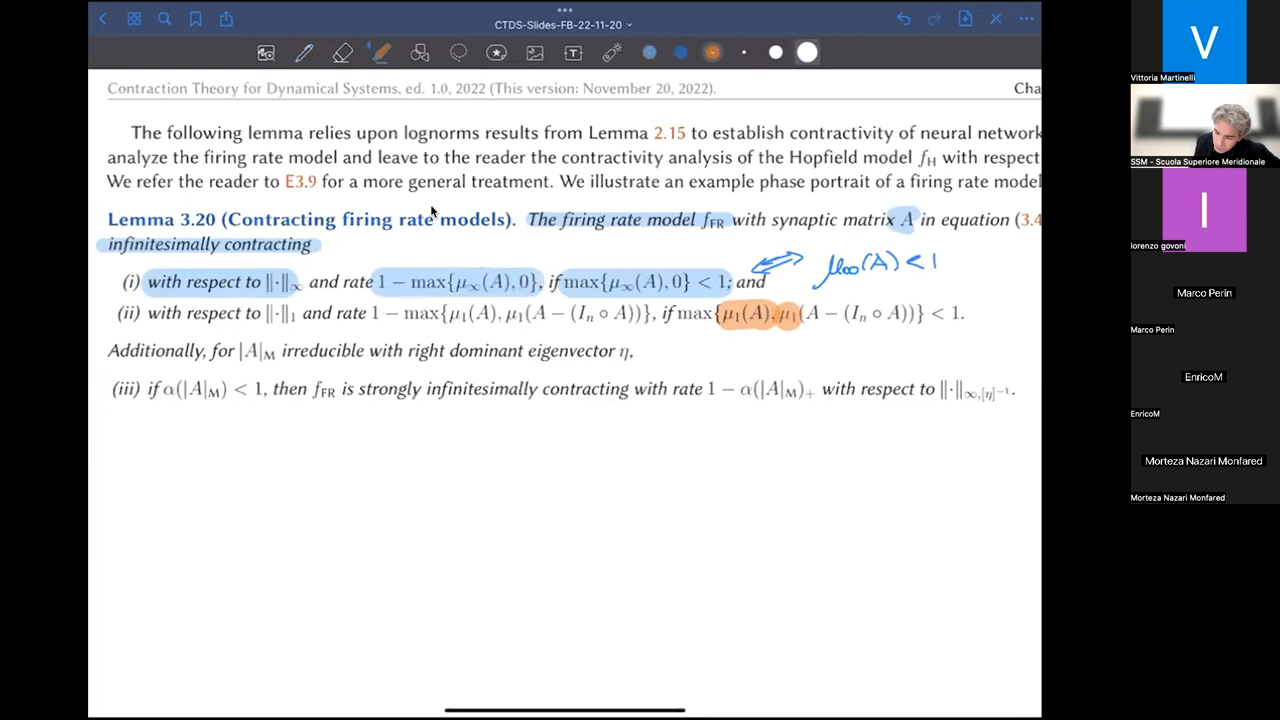 CTDS-Slides-FB-22-11-20
Contraction Theory for Dynamical Systems, ed. 1.0, 2022 (This version: November 20, 2022).
Cha
The following lemma relies upon lognorms results from Lemma 2.15 to establish contractivity of neural network
analyze the firing rate model and leave to the reader the contractivity analysis of the Hopfield model f_H with respect
We refer the reader to E3.9 for a more general treatment. We illustrate an example phase portrait of a firing rate model
Lemma 3.20 (Contracting firing rate models). The firing rate model f_FR with synaptic matrix A in equation (3.4
infinitesimally contracting
(i) with respect to ‖·‖_∞ and rate 1 − max{μ_∞(A), 0}, if max{μ_∞(A), 0} < 1; and
⟺ μ_∞(A) < 1
(ii) with respect to ‖·‖_1 and rate 1 − max{μ_1(A), μ_1(A − (I_n ∘ A))}, if max{μ_1(A), μ_1(A − (I_n ∘ A))} < 1.
Additionally, for |A|_M irreducible with right dominant eigenvector η,
(iii) if α(|A|_M) < 1, then f_FR is strongly infinitesimally contracting with rate 1 − α(|A|_M)_+ with respect to ‖·‖_{∞,[η]^{-1}}.
V
Vittoria Martinelli
SSM - Scuola Superiore Meridionale
l
lorenzo govoni
Marco Perin
Marco Perin
EnricoM
EnricoM
Morteza Nazari Monfared
Morteza Nazari Monfared